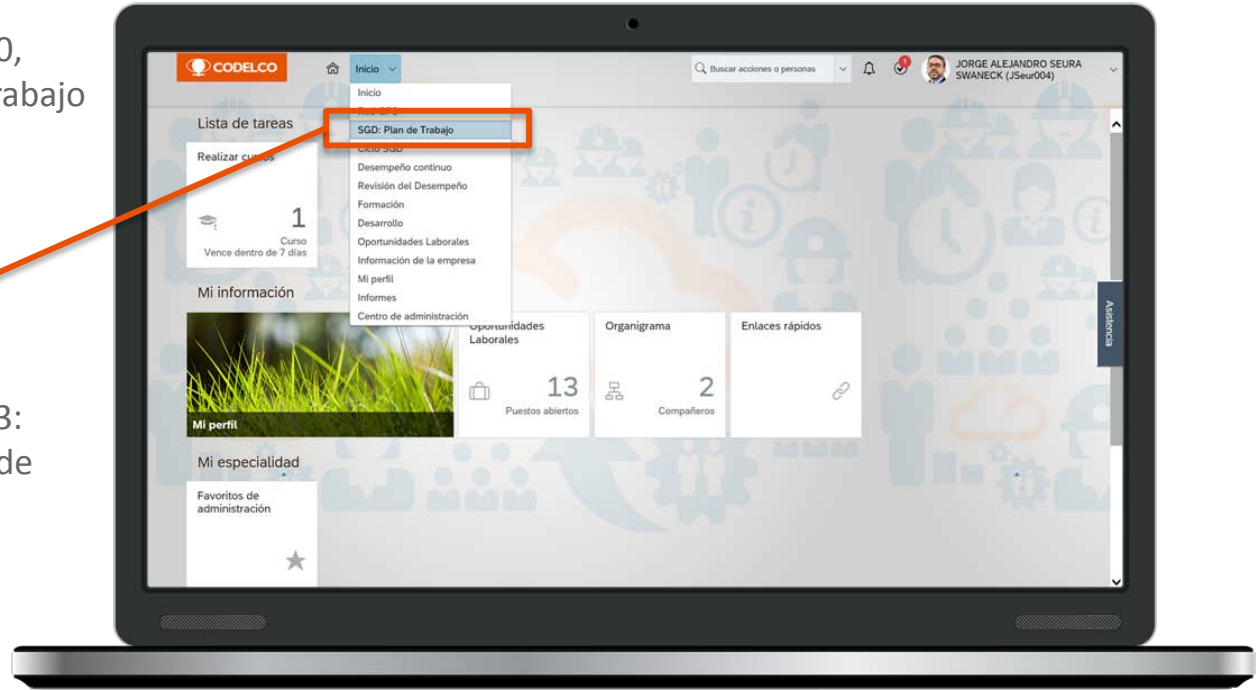 0,
rabajo
3:
de
CODELCO
Inicio
Buscar acciones o personas
1
JORGE ALEJANDRO SEURA
SWANECK (JSeur004)
Inicio
SGD: Plan de Trabajo
Ciclo SGD
Desempeño continuo
Revisión del Desempeño
Formación
Desarrollo
Oportunidades Laborales
Información de la empresa
Mi perfil
Informes
Centro de administración
Lista de tareas
Realizar cursos
1
Curso
Vence dentro de 7 días
Mi información
Mi perfil
Oportunidades
Laborales
13
Puestos abiertos
Organigrama
2
Compañeros
Enlaces rápidos
Asistencia
Mi especialidad
Favoritos de
administración